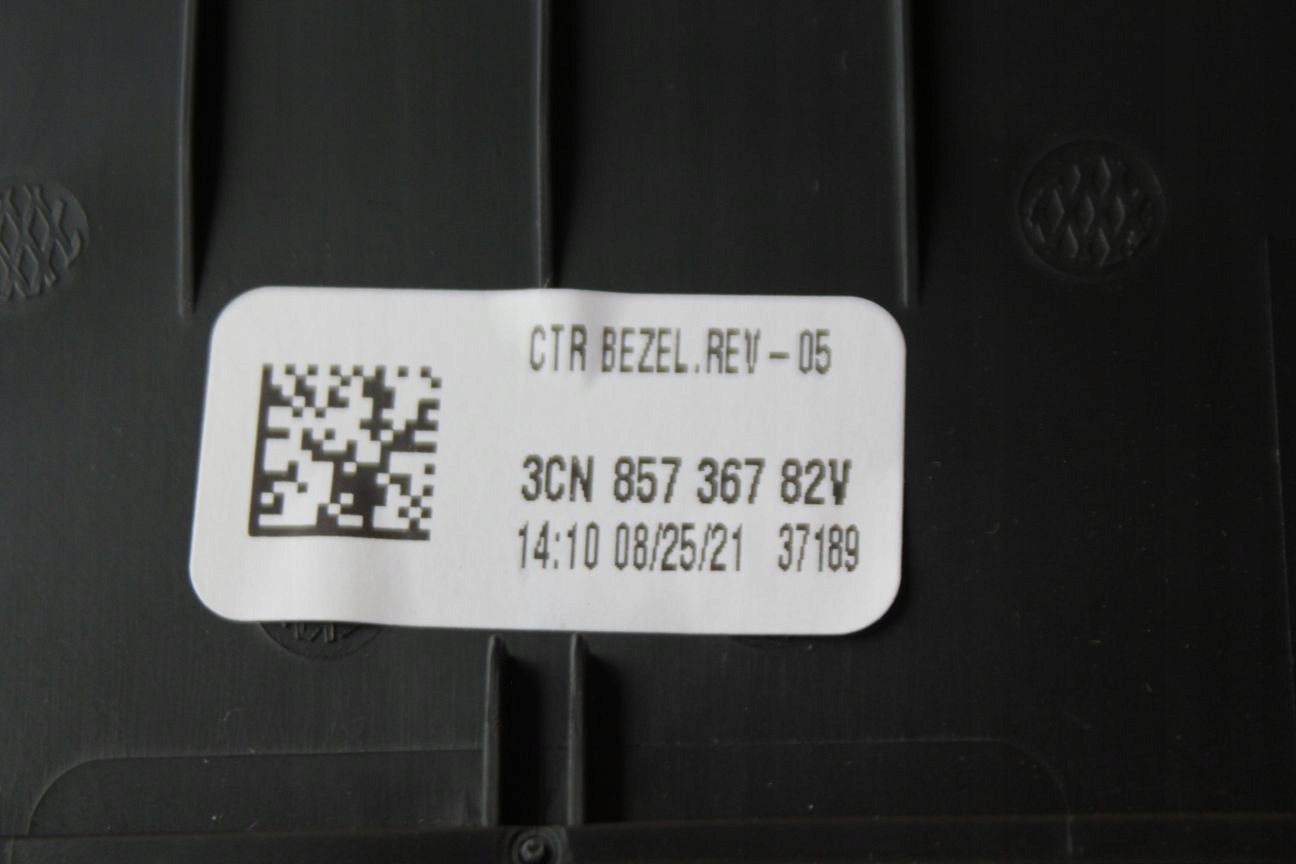 CTR BEZEL.REV-05
3CN 857 367 82V
14:10 08/25/21 37189